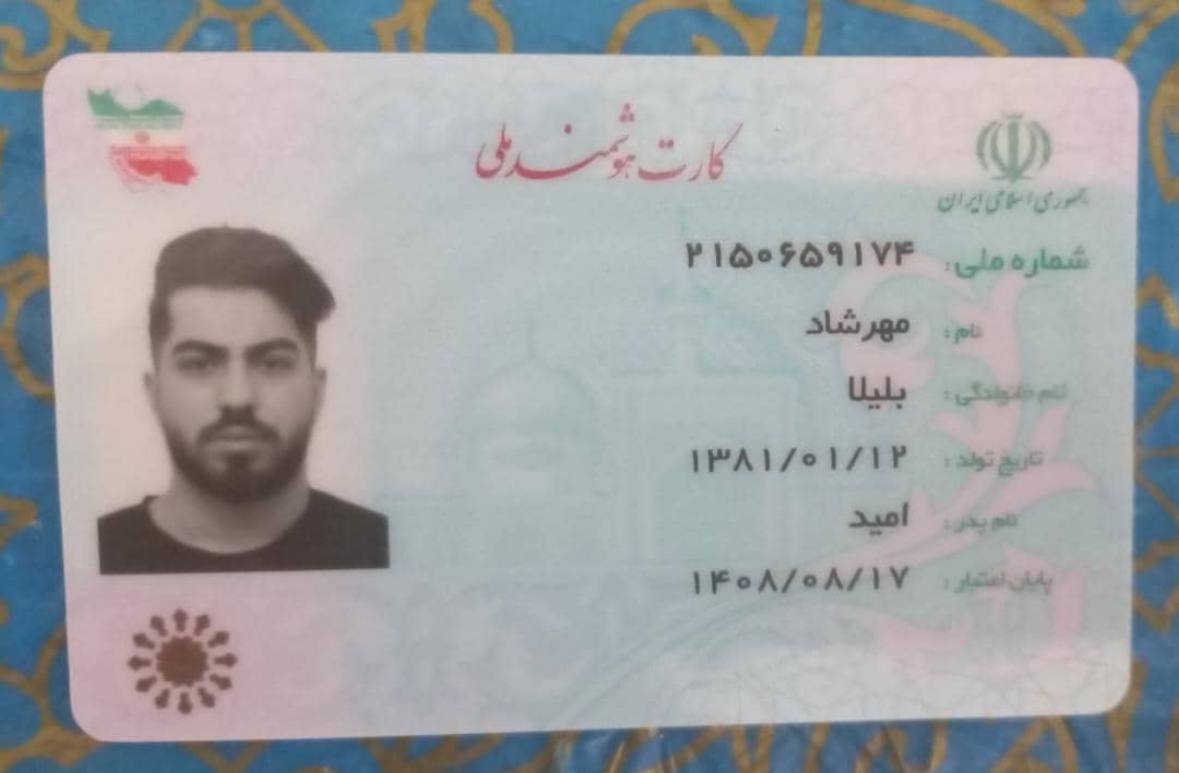 کارت هوشمند ملی
جمهوری اسلامی ایران
شماره ملی: ۲۱۵۰۶۵۹۱۷۴
نام: مهرشاد
نام خانوادگی: بلیلا
تاریخ تولد: ۱۳۸۱/۰۱/۱۲
نام پدر: امید
پایان اعتبار: ۱۴۰۸/۰۸/۱۷